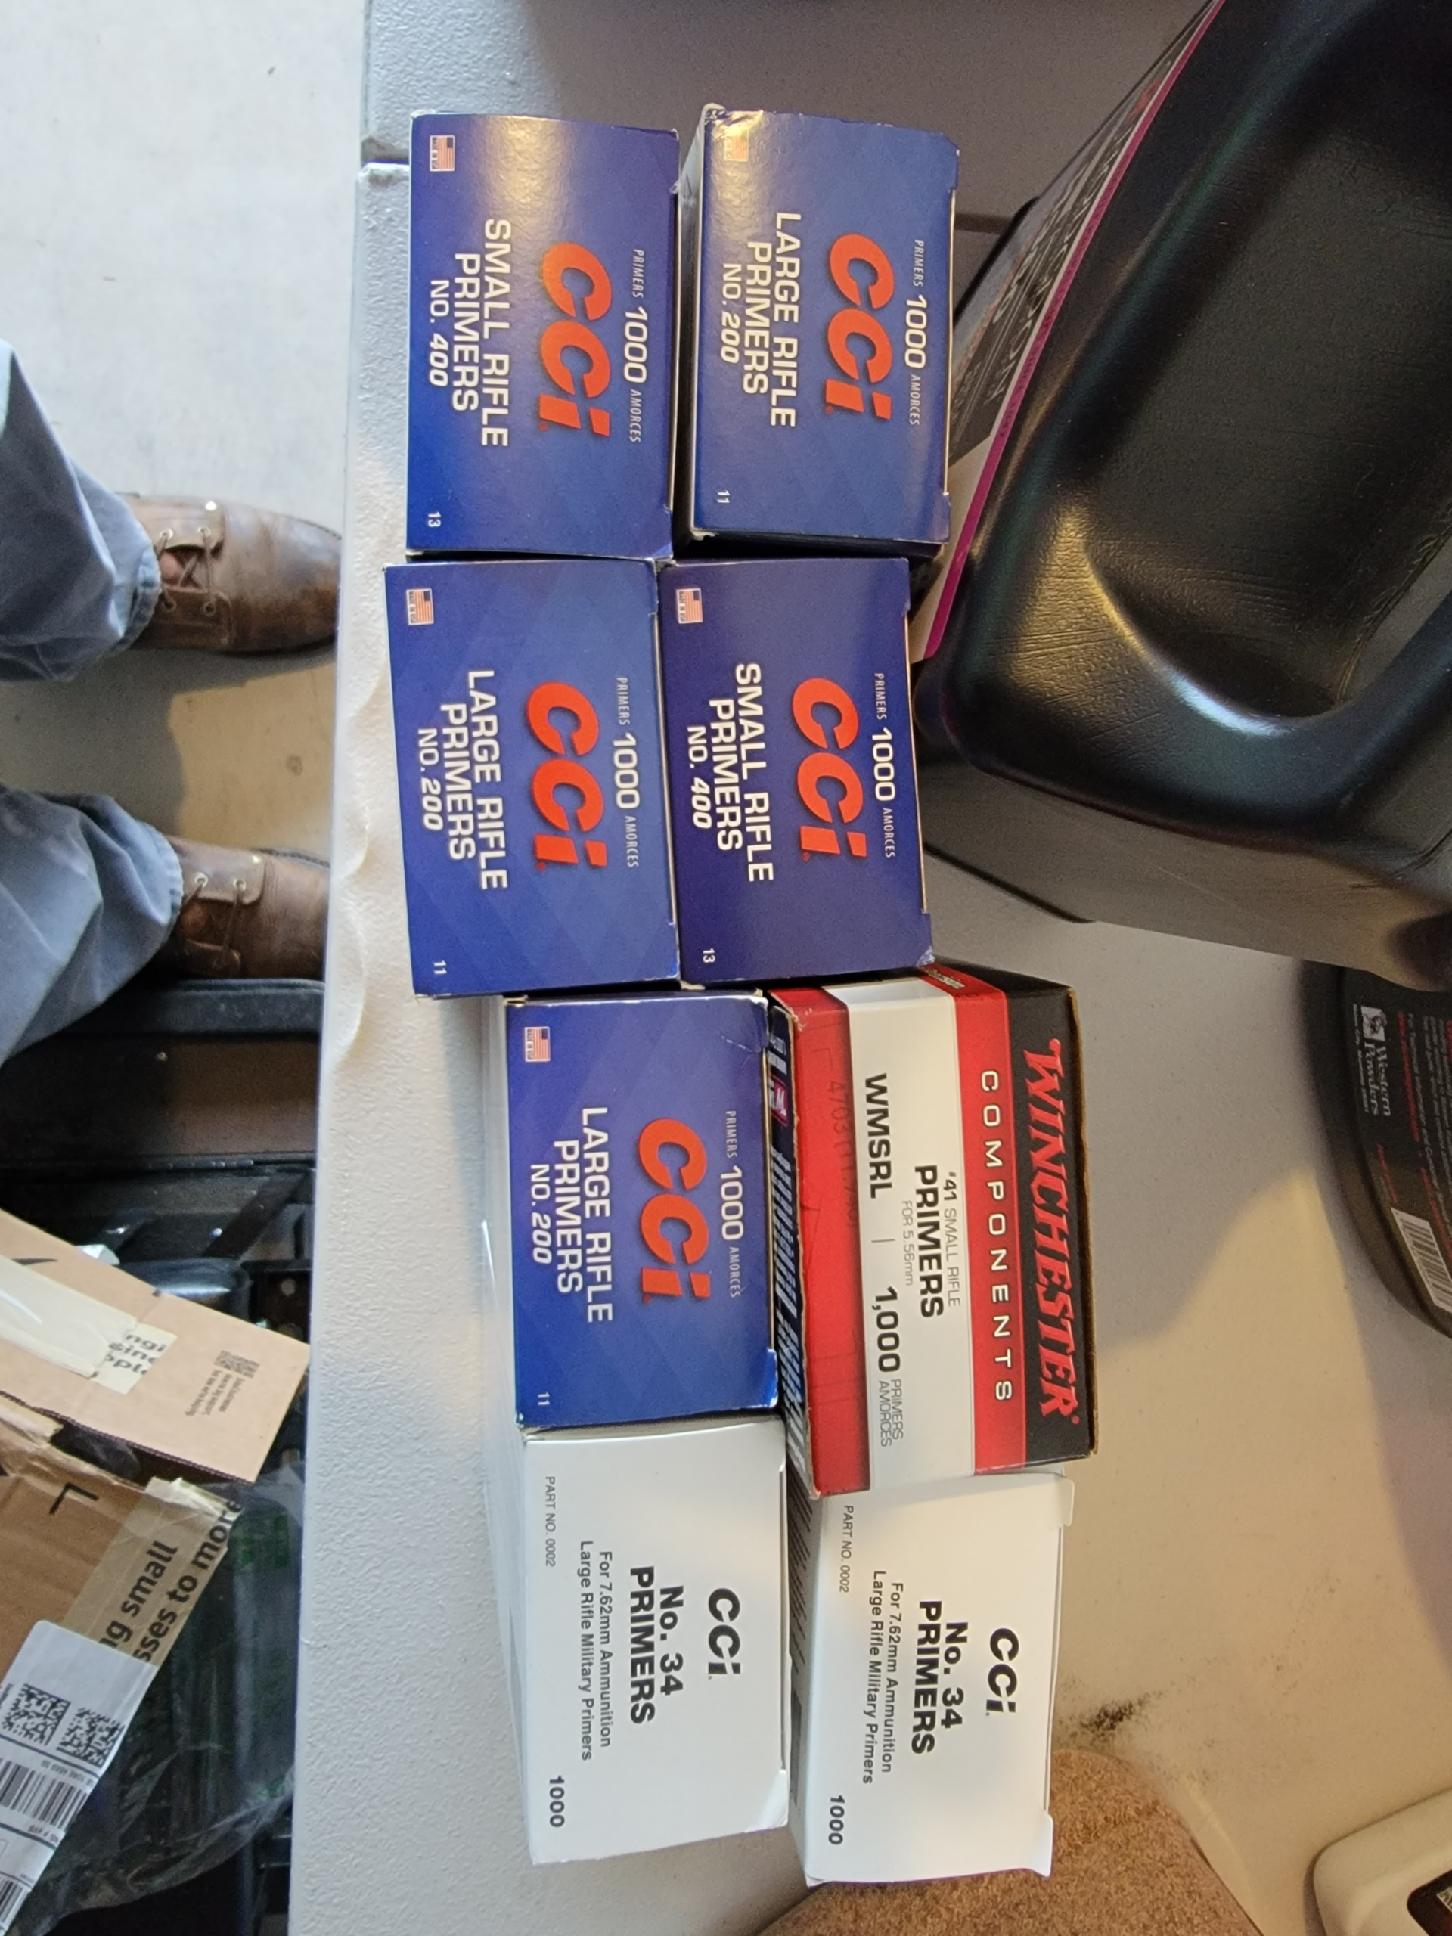 PRIMERS 1000 AMORCES
CCI
SMALL RIFLE
PRIMERS
NO. 400
13
PRIMERS 1000 AMORCES
CCI
LARGE RIFLE
PRIMERS
NO. 200
11
PRIMERS 1000 AMORCES
CCI
LARGE RIFLE
PRIMERS
NO. 200
11
PRIMERS 1000 AMORCES
CCI
SMALL RIFLE
PRIMERS
NO. 400
13
PRIMERS 1000 AMORCES
CCI
LARGE RIFLE
PRIMERS
NO. 200
11
WINCHESTER®
COMPONENTS
'41 SMALL RIFLE
PRIMERS
FOR 5.56mm
WMSRL | 1,000 PRIMERS
AMORCES
CCI
No. 34
PRIMERS
For 7.62mm Ammunition
Large Rifle Military Primers
PART NO. 0002
1000
CCI
No. 34
PRIMERS
For 7.62mm Ammunition
Large Rifle Military Primers
PART NO. 0002
1000
Western
Powders
small
to more